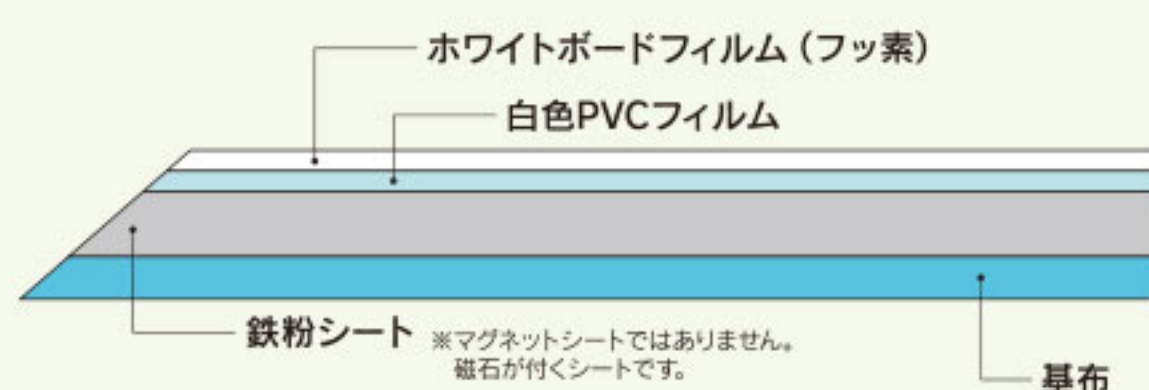 ホワイトボードフィルム（フッ素）
白色PVCフィルム
鉄粉シート ※マグネットシートではありません。
磁石が付くシートです。
基布